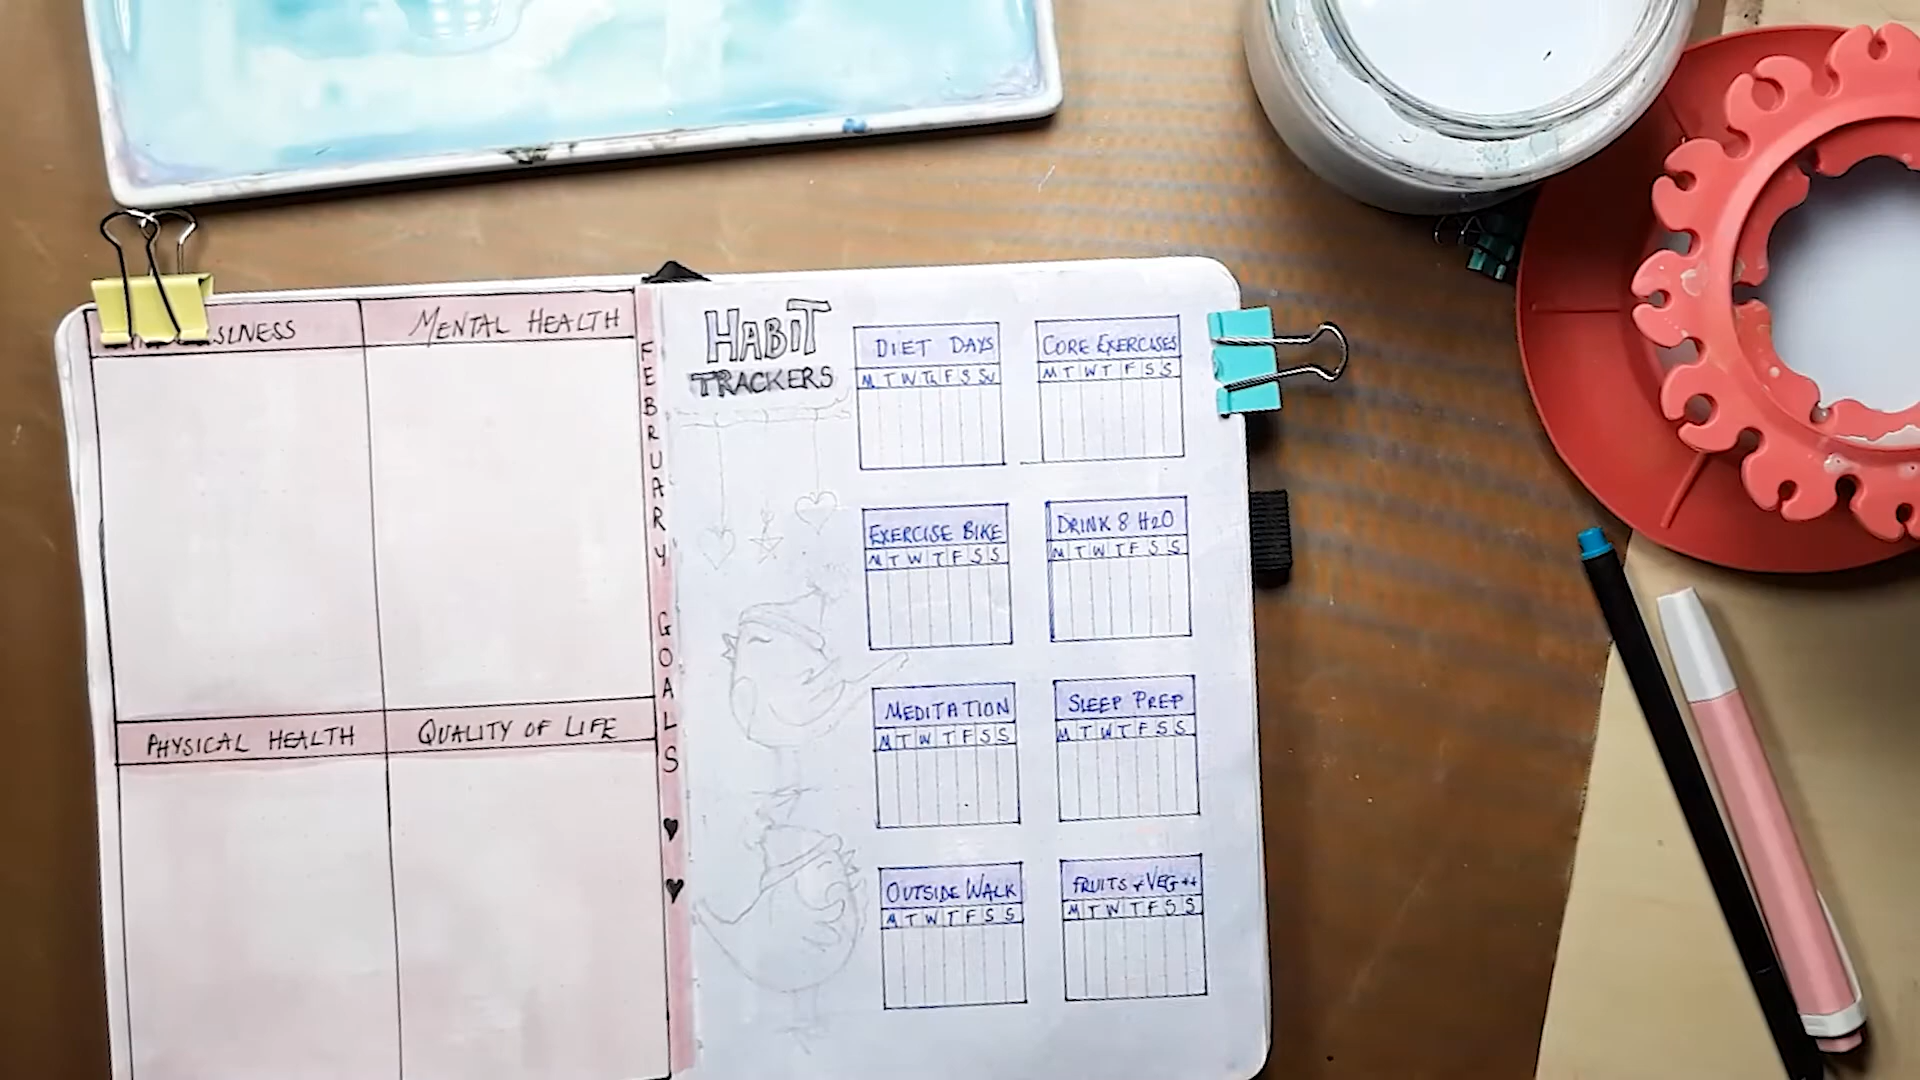 MENTAL HEALTH
PHYSICAL HEALTH
QUALITY OF LIFE
FEBRUARY GOALS
HABIT
TRACKERS
DIET DAYS
M T W Th F S Su
CORE EXERCISES
M T W T F S S
EXERCISE BIKE
M T W T F S S
DRINK 8 H2O
M T W T F S S
MEDITATION
M T W T F S S
SLEEP PREP
M T W T F S S
OUTSIDE WALK
M T W T F S S
FRUITS + VEG ++
M T W T F S S